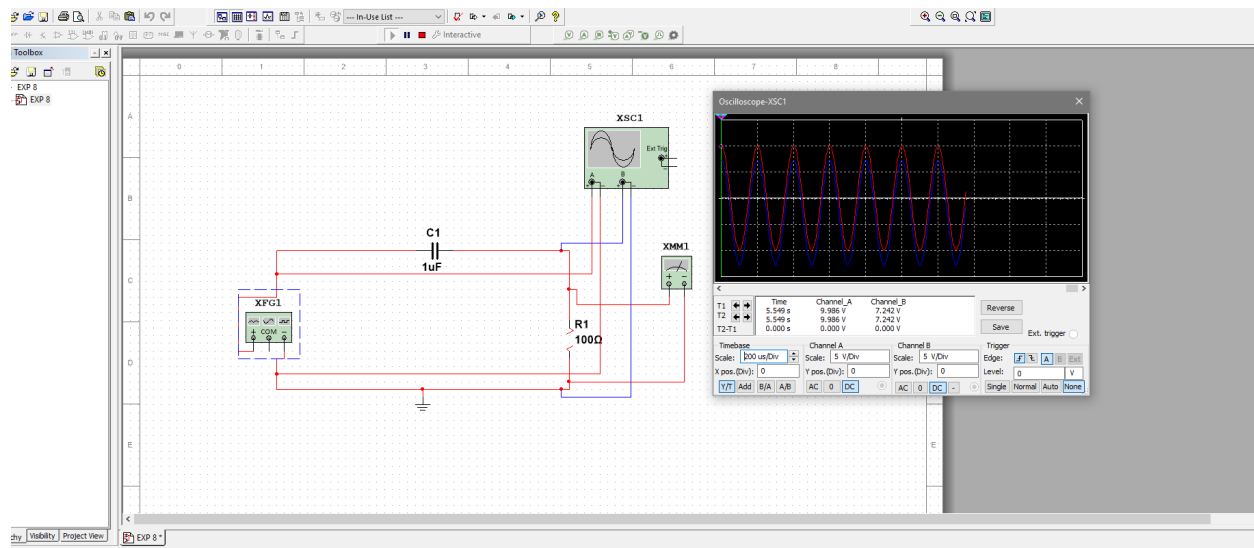 --- In-Use List ---
Interactive
Toolbox
EXP 8
EXP 8
0 1 2 3 4 5 6 7 8
A
B
C
D
E
E
XSC1
Ext Trig
A B
C1
1uF
XMM1
XFG1
COM
R1
100Ω
Oscilloscope-XSC1
Time Channel_A Channel_B
T1 5.549 s 9.986 V 7.242 V
T2 5.549 s 9.986 V 7.242 V
T2-T1 0.000 s 0.000 V 0.000 V
Reverse
Save
Ext. trigger
Timebase
Scale: 200 us/Div
X pos.(Div): 0
Y/T Add B/A A/B
Channel A
Scale: 5 V/Div
Y pos.(Div): 0
AC 0 DC
Channel B
Scale: 5 V/Div
Y pos.(Div): 0
AC 0 DC -
Trigger
Edge: A B Ext
Level: 0 V
Single Normal Auto None
Visibility Project View
EXP 8 *